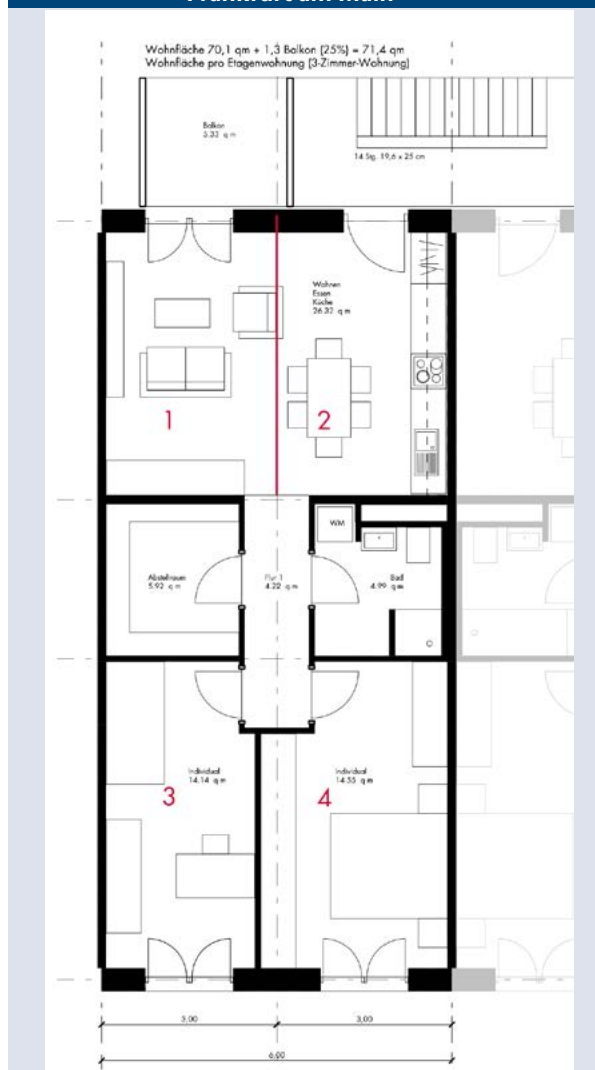 Wohnfläche 70,1 qm + 1,3 Balkon (25%) = 71,4 qm
Wohnfläche pro Etagenwohnung (3-Zimmer-Wohnung)
Balkon
5.33 qm
14 Stg. 19,6 x 25 cm
Wohnen
Essen
Küche
26.32 qm
1
2
WM
Abstellraum
5.92 qm
Flur 1
4.22 qm
Bad
4.99 qm
Individual
14.14 qm
3
Individual
14.55 qm
4
3,00
3,00
6,00